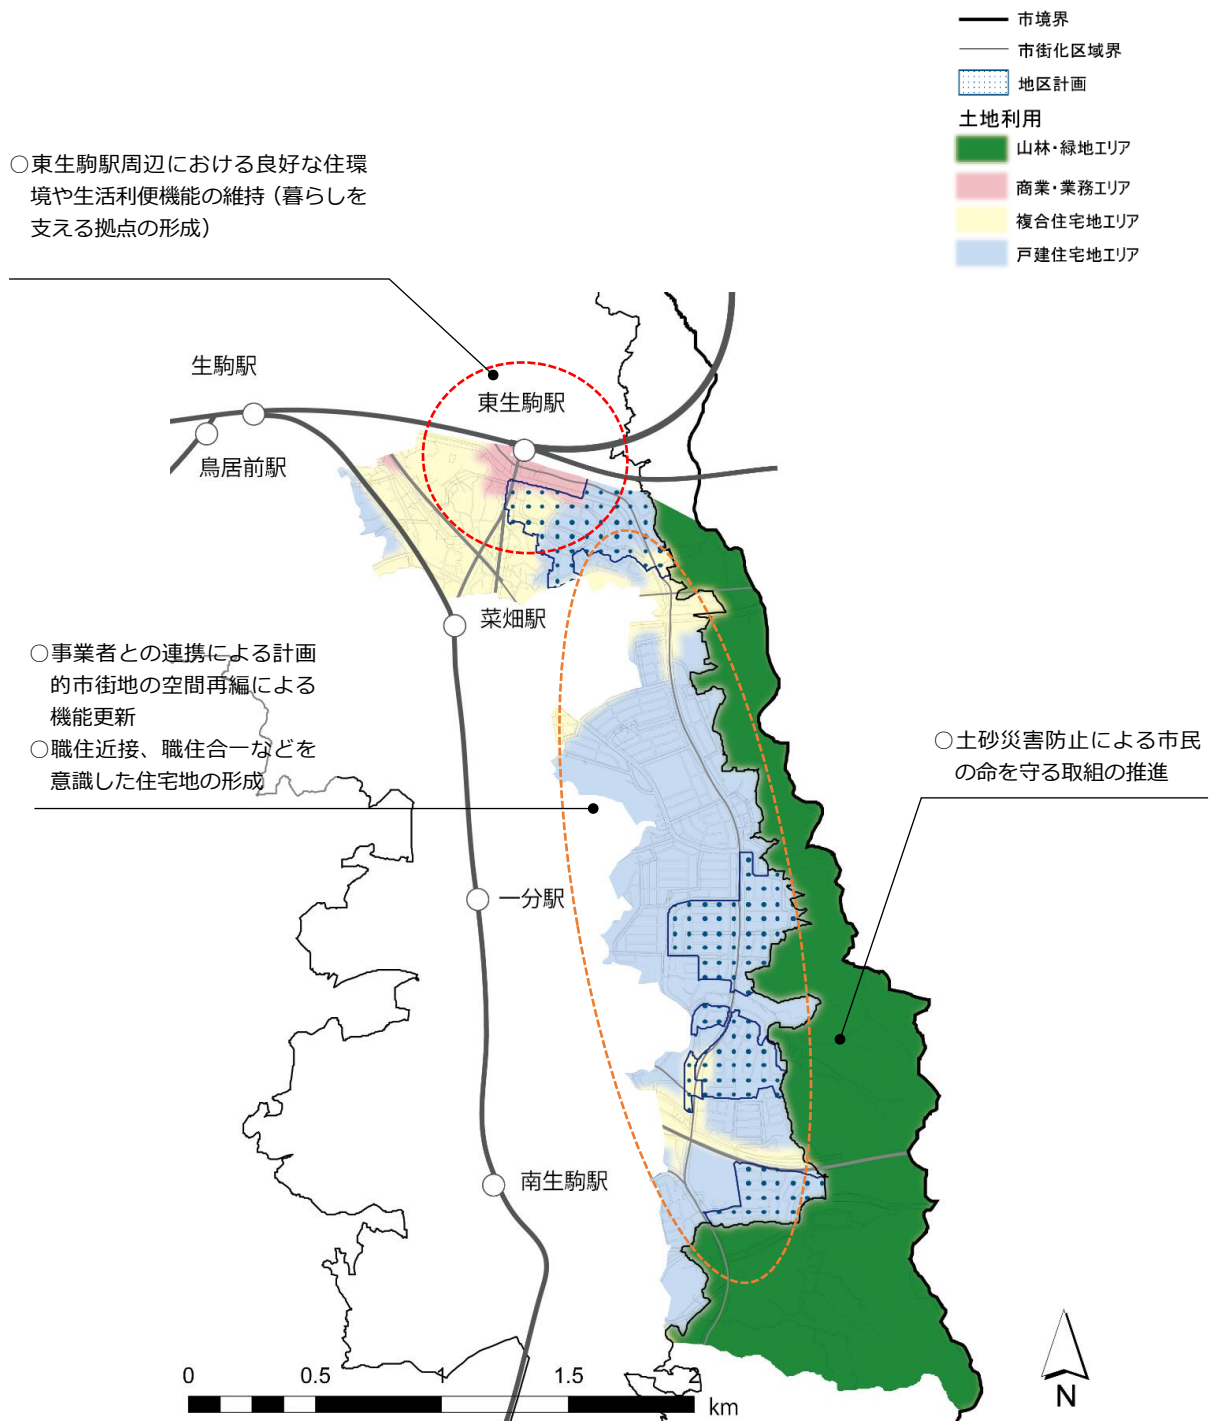 市境界
市街化区域界
地区計画
土地利用
山林・緑地エリア
商業・業務エリア
複合住宅地エリア
戸建住宅地エリア
○東生駒駅周辺における良好な住環
境や生活利便機能の維持（暮らしを
支える拠点の形成）
生駒駅
東生駒駅
鳥居前駅
菜畑駅
○事業者との連携による計画
的市街地の空間再編による
機能更新
○職住近接、職住合一などを
意識した住宅地の形成
○土砂災害防止による市民
の命を守る取組の推進
一分駅
南生駒駅
0 0.5 1 1.5 2
km
N